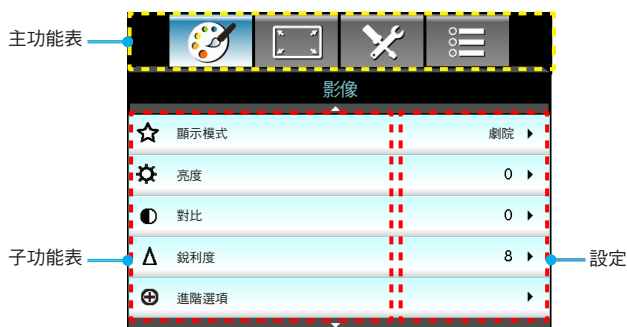 主功能表
影像
顯示模式 劇院
亮度 0
對比 0
子功能表 銳利度 8 設定
進階選項